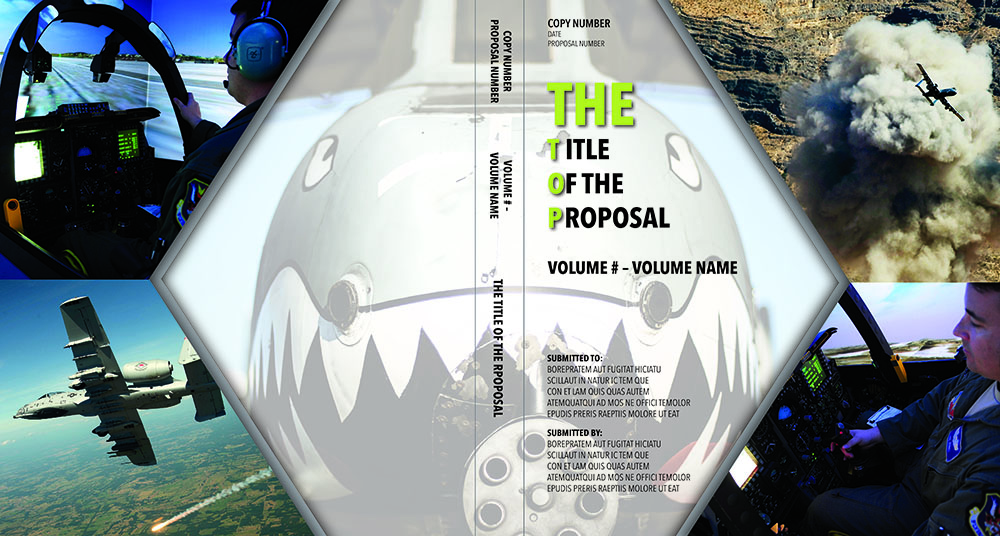 COPY NUMBER
PROPOSAL NUMBER
VOLUME # –
VOLUME NAME
THE TITLE OF THE RPOPOSAL
COPY NUMBER
DATE
PROPOSAL NUMBER
THE
TITLE
OF THE
PROPOSAL
VOLUME # – VOLUME NAME
SUBMITTED TO:
BOREPRATEM AUT FUGITAT HICIATU
SCILLAUT IN NATUR IC TEM QUE
CON ET LAM QUIS QUAS AUTEM
ATEMQUATQUI AD MOS NE OFFICI TEMOLOR
EPUDIS PRERIS RAEPTIIS MOLORE UT EAT
SUBMITTED BY:
BOREPRATEM AUT FUGITAT HICIATU
SCILLAUT IN NATUR IC TEM QUE
CON ET LAM QUIS QUAS AUTEM
ATEMQUATQUI AD MOS NE OFFICI TEMOLOR
EPUDIS PRERIS RAEPTIIS MOLORE UT EAT